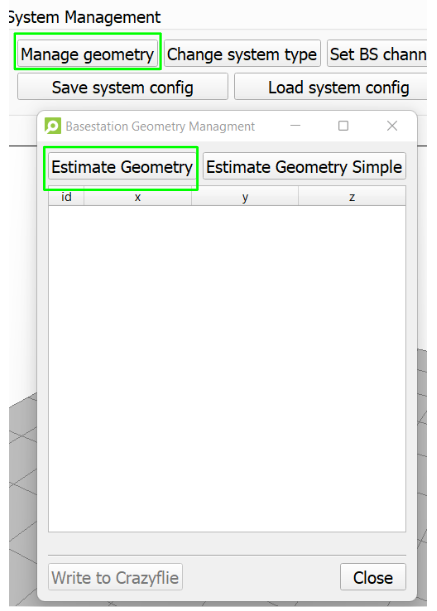 System Management
Manage geometry Change system type Set BS chann
Save system config Load system config
Basestation Geometry Managment
Estimate Geometry Estimate Geometry Simple
id x y z
Write to Crazyflie Close